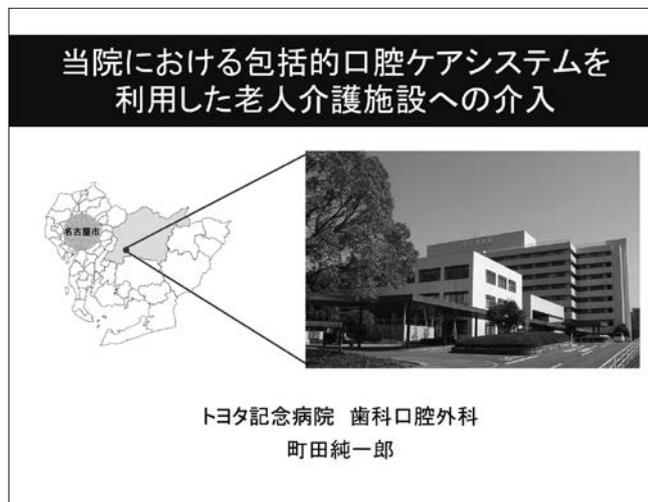 当院における包括的口腔ケアシステムを
利用した老人介護施設への介入
名古屋市
トヨタ記念病院 歯科口腔外科
町田純一郎